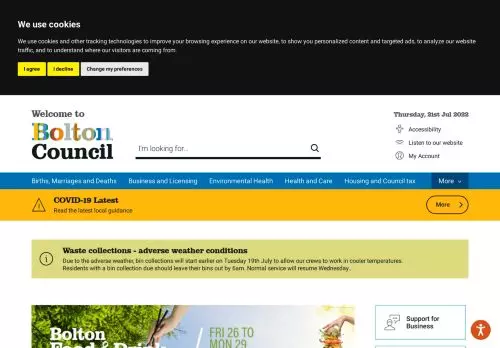 We use cookies
We use cookies and other tracking technologies to improve your browsing experience on our website, to show you personalized content and targeted ads, to analyze our website
traffic, and to understand where our visitors are coming from.
I agree I decline Change my preferences
Welcome to
Bolton
Council
I'm looking for...
Thursday, 21st Jul 2022
Accessibility
Listen to our website
My Account
Births, Marriages and Deaths Business and Licensing Environmental Health Health and Care Housing and Council tax More
COVID-19 Latest
Read the latest local guidance
More
Waste collections - adverse weather conditions
Due to the adverse weather, bin collections will start earlier on Tuesday 19th July to allow our crews to work in cooler temperatures.
Residents with a bin collection due should leave their bins out by 6am. Normal service will resume Wednesday.
Bolton
Food & Drink
FRI 26 TO
MON 29
Support for
Business